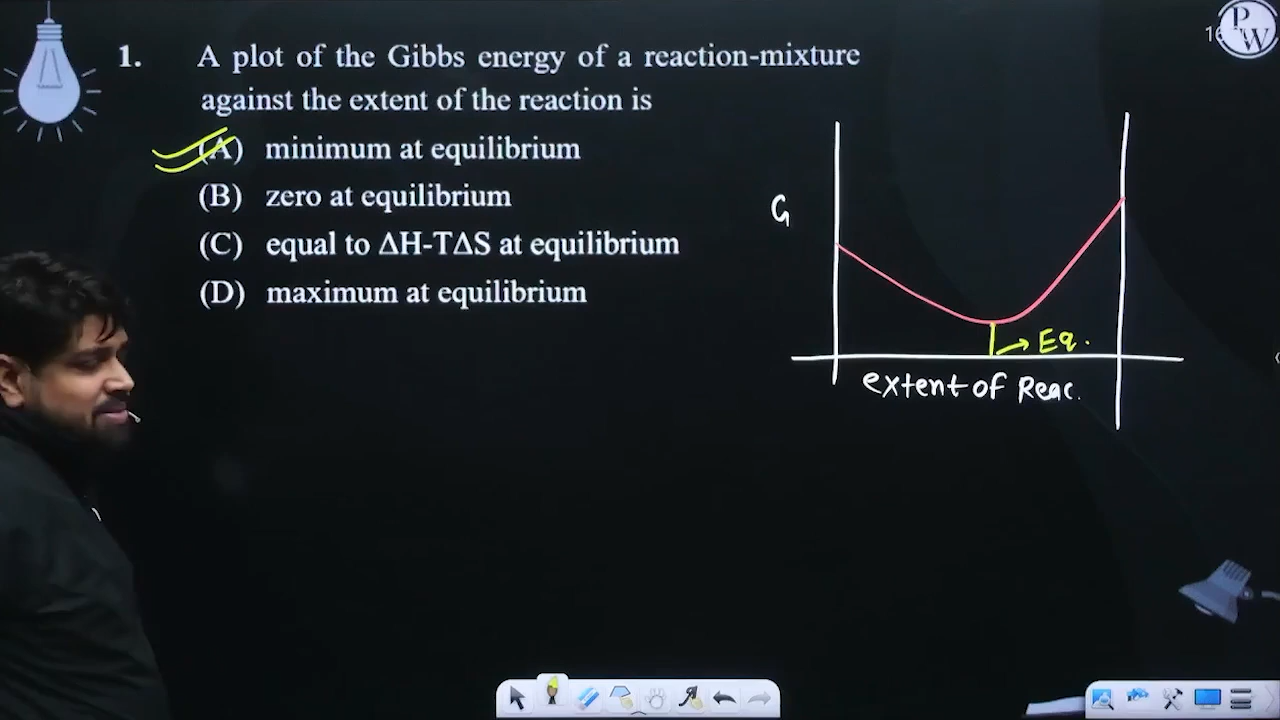 1. A plot of the Gibbs energy of a reaction-mixture
against the extent of the reaction is
(A) minimum at equilibrium
(B) zero at equilibrium
(C) equal to ΔH-TΔS at equilibrium
(D) maximum at equilibrium
G
→ Eq.
extent of Reac.
P
W